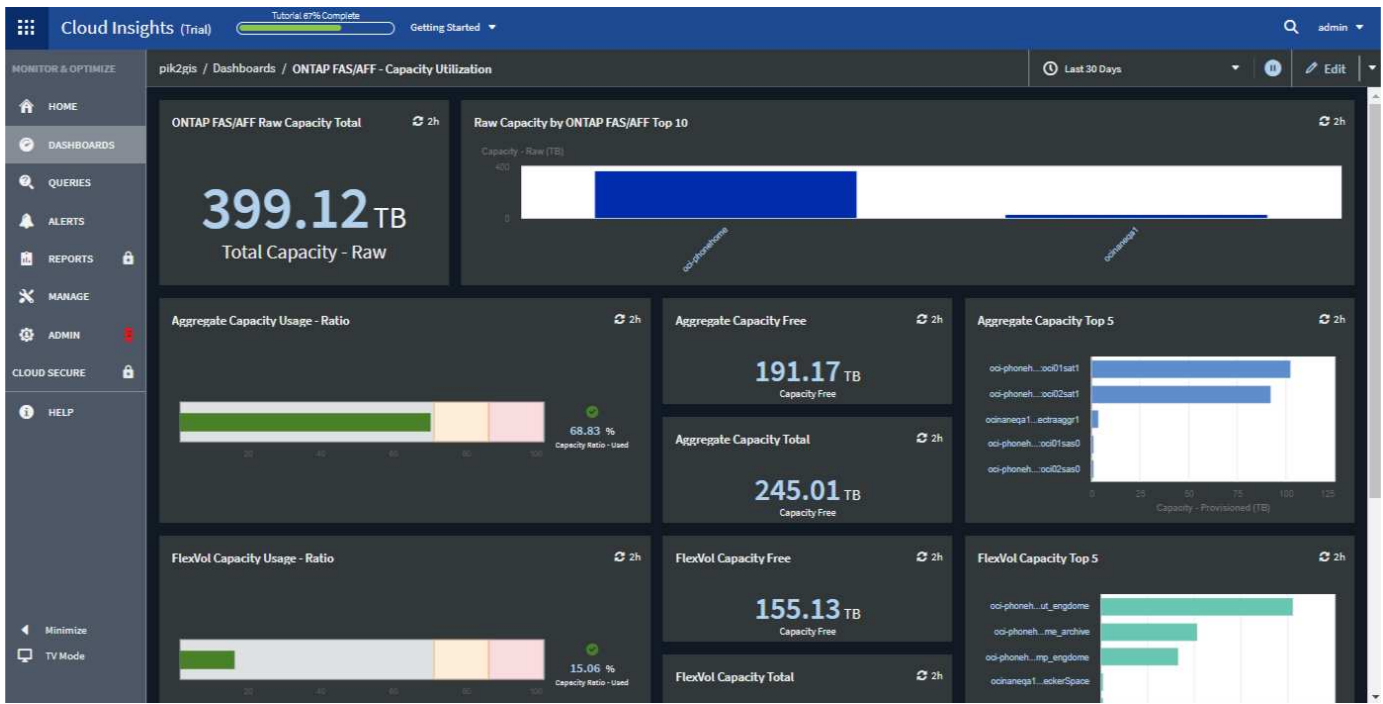 Cloud Insights (Trial)
Tutorial 67% Complete
Getting Started
admin
MONITOR & OPTIMIZE
HOME
DASHBOARDS
QUERIES
ALERTS
REPORTS
MANAGE
ADMIN
CLOUD SECURE
HELP
Minimize
TV Mode
pik2gis / Dashboards / ONTAP FAS/AFF - Capacity Utilization
Last 30 Days
Edit
ONTAP FAS/AFF Raw Capacity Total
2h
399.12 TB
Total Capacity - Raw
Raw Capacity by ONTAP FAS/AFF Top 10
2h
Capacity - Raw (TB)
400
0
oci-phonehome
ocinaneqa1
Aggregate Capacity Usage - Ratio
2h
68.83 %
Capacity Ratio - Used
20 40 60 80 100
Aggregate Capacity Free
2h
191.17 TB
Capacity Free
Aggregate Capacity Total
2h
245.01 TB
Capacity Free
Aggregate Capacity Top 5
2h
oci-phoneh...:oci01sat1
oci-phoneh...:oci02sat1
ocinaneqa1...ectraaggr1
oci-phoneh...:oci01sas0
oci-phoneh...:oci02sas0
0 25 50 75 100 125
Capacity - Provisioned (TB)
FlexVol Capacity Usage - Ratio
2h
15.06 %
Capacity Ratio - Used
20 40 60 80 100
FlexVol Capacity Free
2h
155.13 TB
Capacity Free
FlexVol Capacity Total
2h
FlexVol Capacity Top 5
2h
oci-phoneh...ut_engdome
oci-phoneh...me_archive
oci-phoneh...mp_engdome
ocinaneqa1...eckerSpace